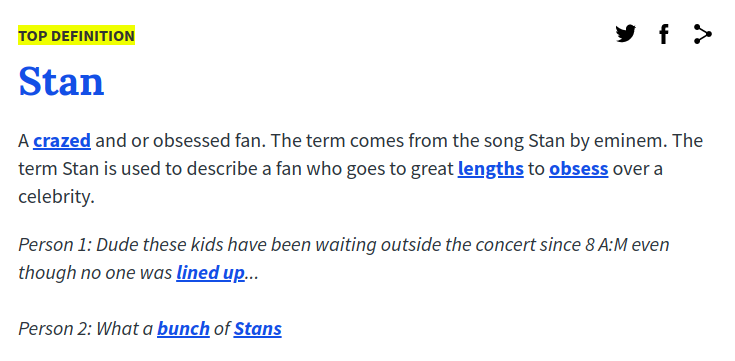 TOP DEFINITION
Stan
A crazed and or obsessed fan. The term comes from the song Stan by eminem. The
term Stan is used to describe a fan who goes to great lengths to obsess over a
celebrity.
Person 1: Dude these kids have been waiting outside the concert since 8 A:M even
though no one was lined up...
Person 2: What a bunch of Stans